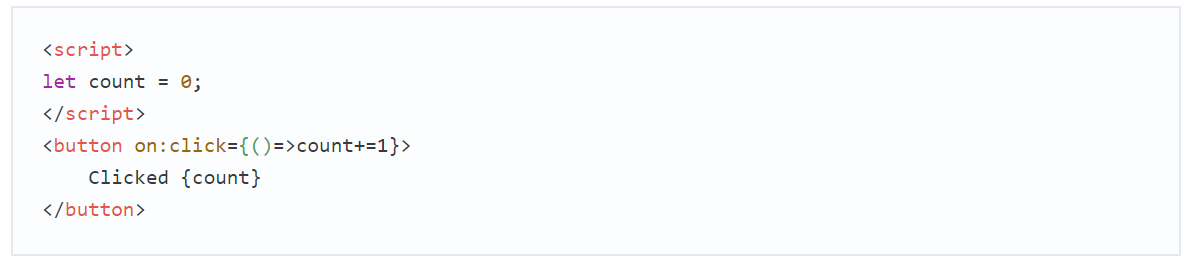 <script>
let count = 0;
</script>
<button on:click={()=>count+=1}>
    Clicked {count}
</button>